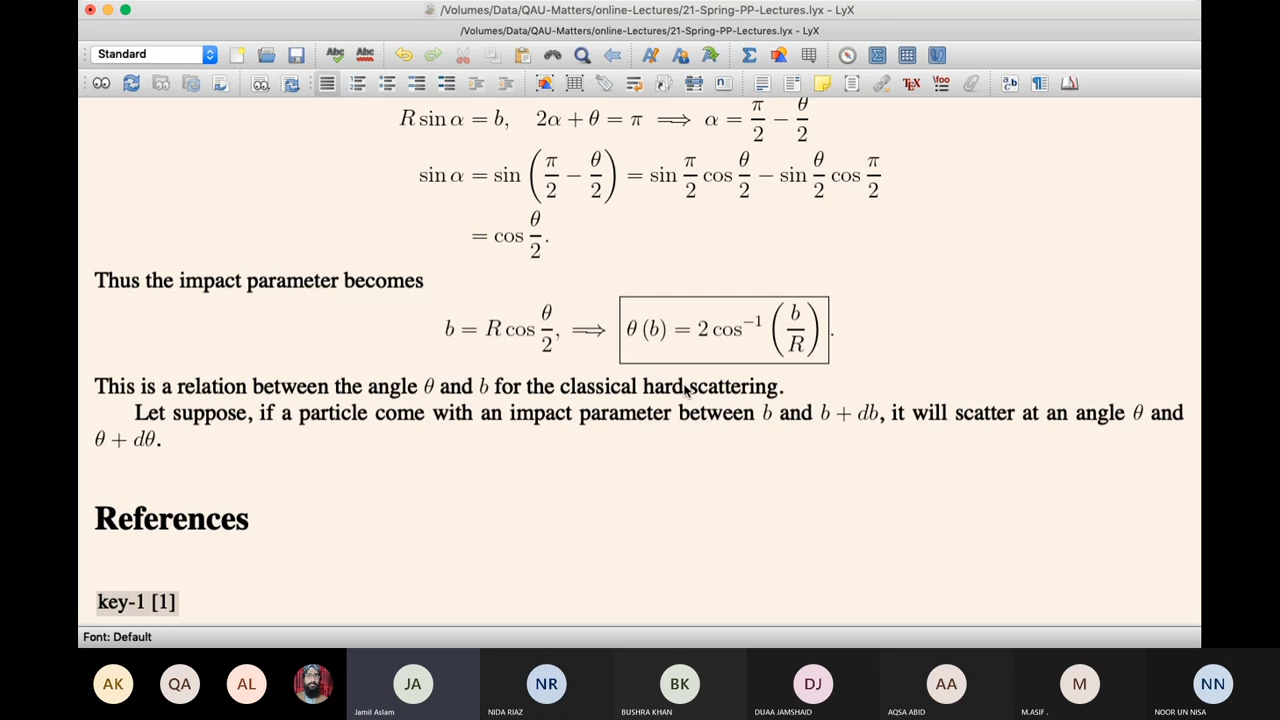 /Volumes/Data/QAU-Matters/online-Lectures/21-Spring-PP-Lectures.lyx - LyX
/Volumes/Data/QAU-Matters/online-Lectures/21-Spring-PP-Lectures.lyx - LyX
Standard
R sin α = b, 2α + θ = π ⟹ α = π/2 − θ/2
sin α = sin (π/2 − θ/2) = sin π/2 cos θ/2 − sin θ/2 cos π/2
= cos θ/2.
Thus the impact parameter becomes
b = R cos θ/2, ⟹ θ (b) = 2 cos⁻¹ (b/R).
This is a relation between the angle θ and b for the classical hard scattering.
Let suppose, if a particle come with an impact parameter between b and b + db, it will scatter at an angle θ and
θ + dθ.
References
key-1 [1]
Font: Default
AK QA AL JA NR BK DJ AA M NN
Jamil Aslam NIDA RIAZ BUSHRA KHAN DUAA JAMSHAID AQSA ABID M.ASIF . NOOR UN NISA